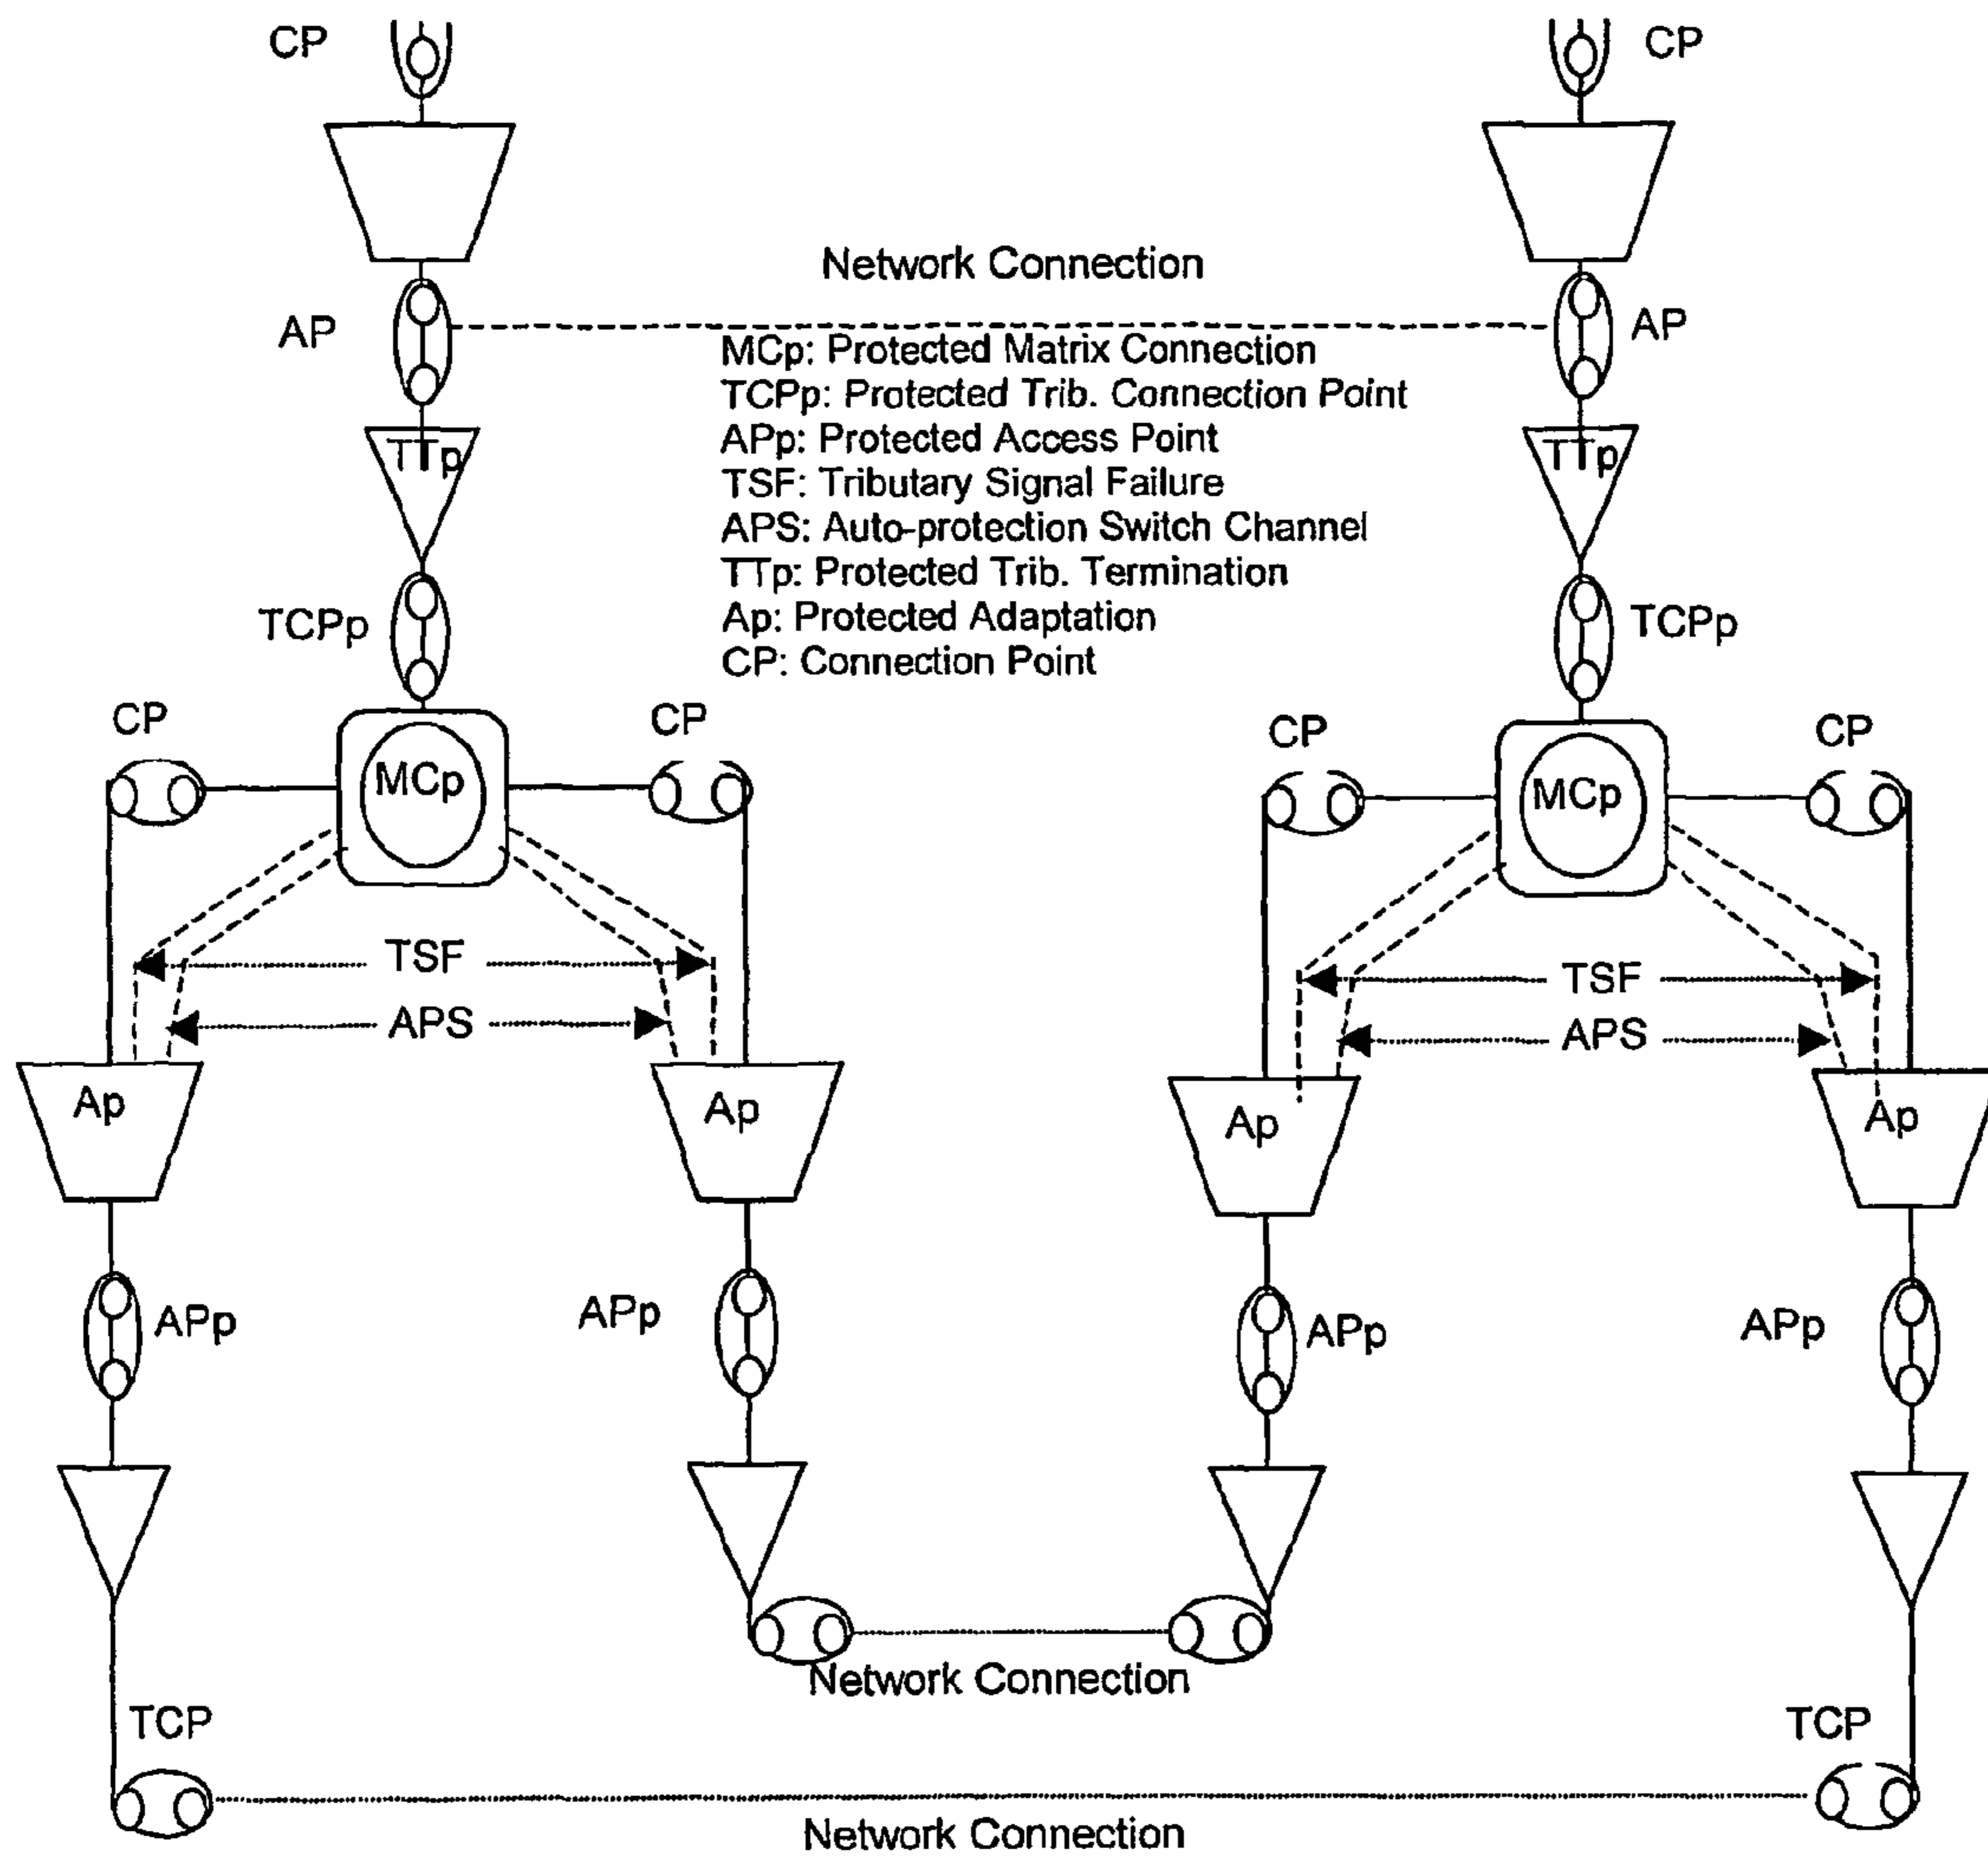 CP
CP
Network Connection
AP
AP
MCp: Protected Matrix Connection
TCPp: Protected Trib. Connection Point
APp: Protected Access Point
TSF: Tributary Signal Failure
APS: Auto-protection Switch Channel
TTp: Protected Trib. Termination
Ap: Protected Adaptation
CP: Connection Point
TTp
TTp
TCPp
TCPp
CP
CP
CP
CP
MCp
MCp
TSF
TSF
APS
APS
Ap
Ap
Ap
Ap
APp
APp
APp
APp
Network Connection
TCP
TCP
Network Connection